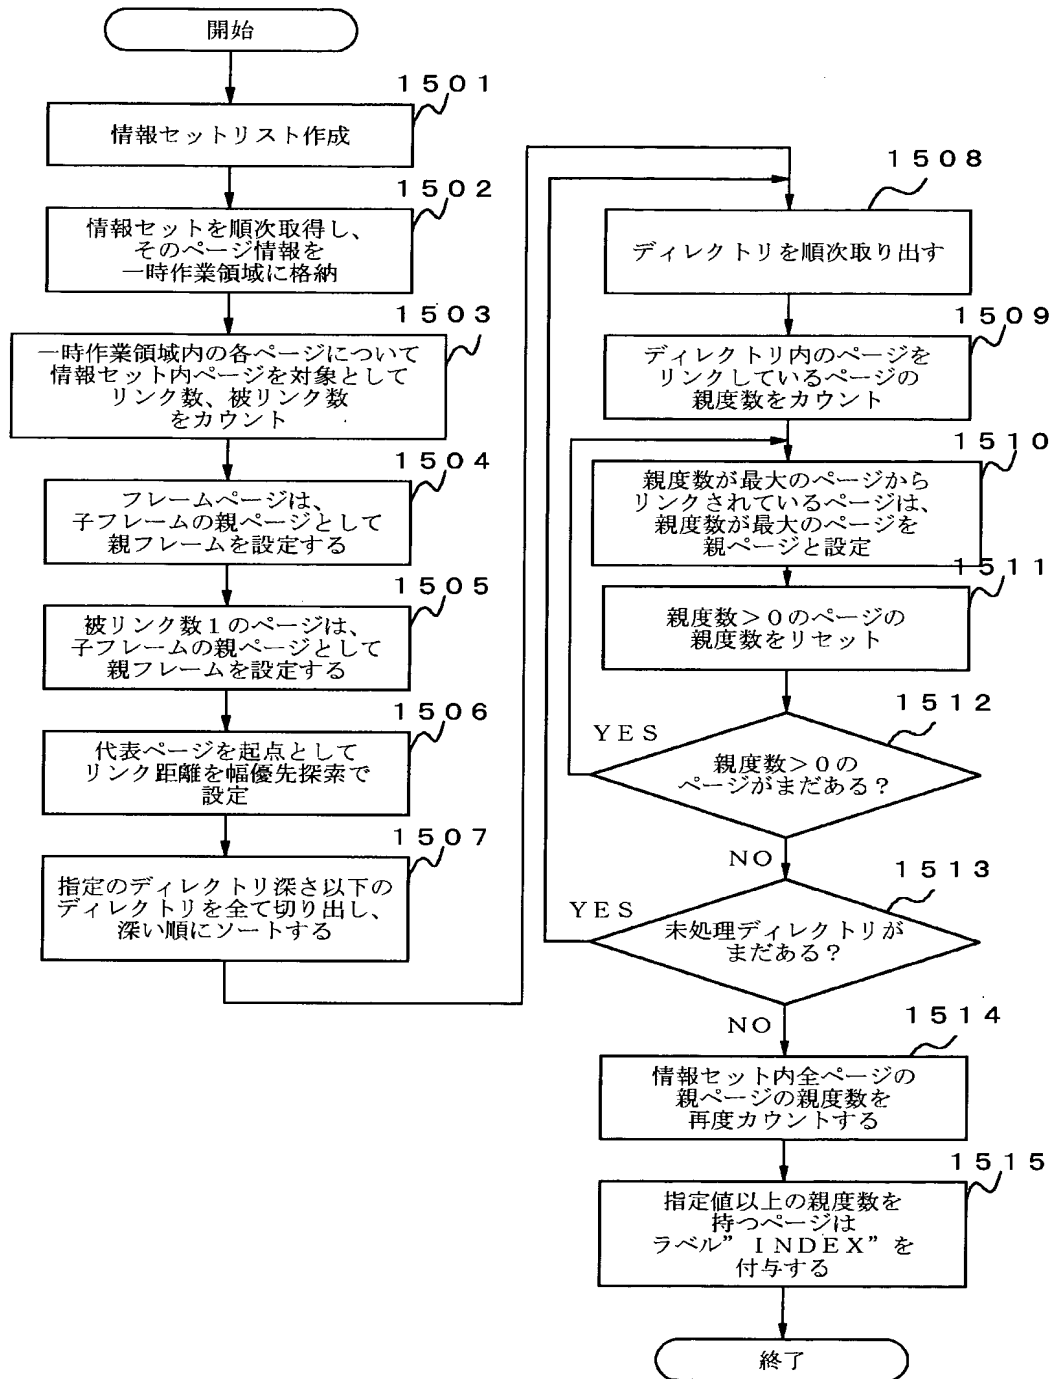 開始
1501
情報セットリスト作成
1502
情報セットを順次取得し、
そのページ情報を
一時作業領域に格納
1503
一時作業領域内の各ページについて
情報セット内ページを対象として
リンク数、被リンク数
をカウント
1504
フレームページは、
子フレームの親ページとして
親フレームを設定する
1505
被リンク数1のページは、
子フレームの親ページとして
親フレームを設定する
1506
代表ページを起点として
リンク距離を幅優先探索で
設定
1507
指定のディレクトリ深さ以下の
ディレクトリを全て切り出し、
深い順にソートする
1508
ディレクトリを順次取り出す
1509
ディレクトリ内のページを
リンクしているページの
親度数をカウント
1510
親度数が最大のページから
リンクされているページは、
親度数が最大のページを
親ページと設定
1511
親度数>0のページの
親度数をリセット
1512
YES
親度数>0の
ページがまだある?
NO
1513
YES
未処理ディレクトリが
まだある?
NO
1514
情報セット内全ページの
親ページの親度数を
再度カウントする
1515
指定値以上の親度数を
持つページは
ラベル”INDEX”を
付与する
終了